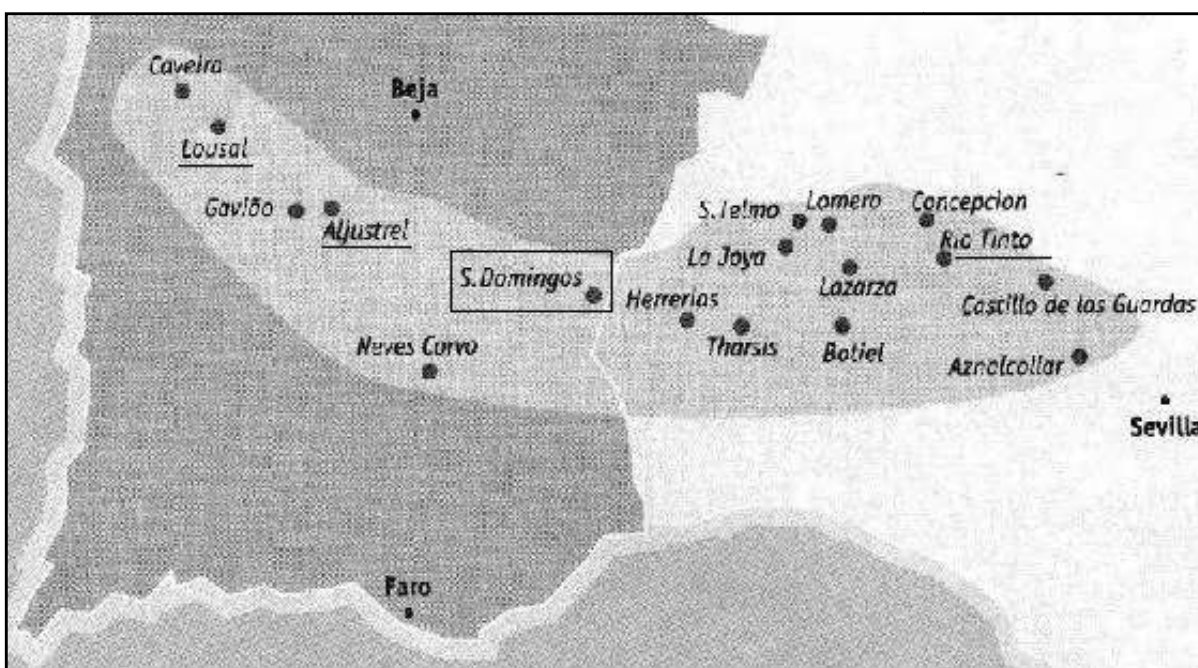 Caveira
Beja
Lousal
Gavião
Aljustrel
S. Domingos
Neves Corvo
Faro
S. Telmo
Lomero
Concepcion
La Joya
Rio Tinto
Lazarza
Herrerias
Castillo de las Guardas
Tharsis
Botiel
Aznalcollar
Sevilla